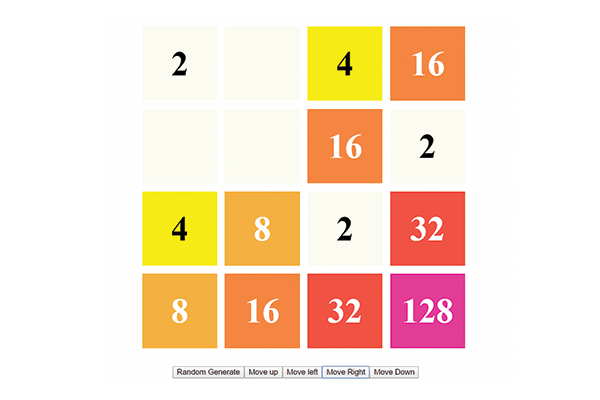 2 4 16
16 2
4 8 2 32
8 16 32 128
Random Generate Move up Move left Move Right Move Down